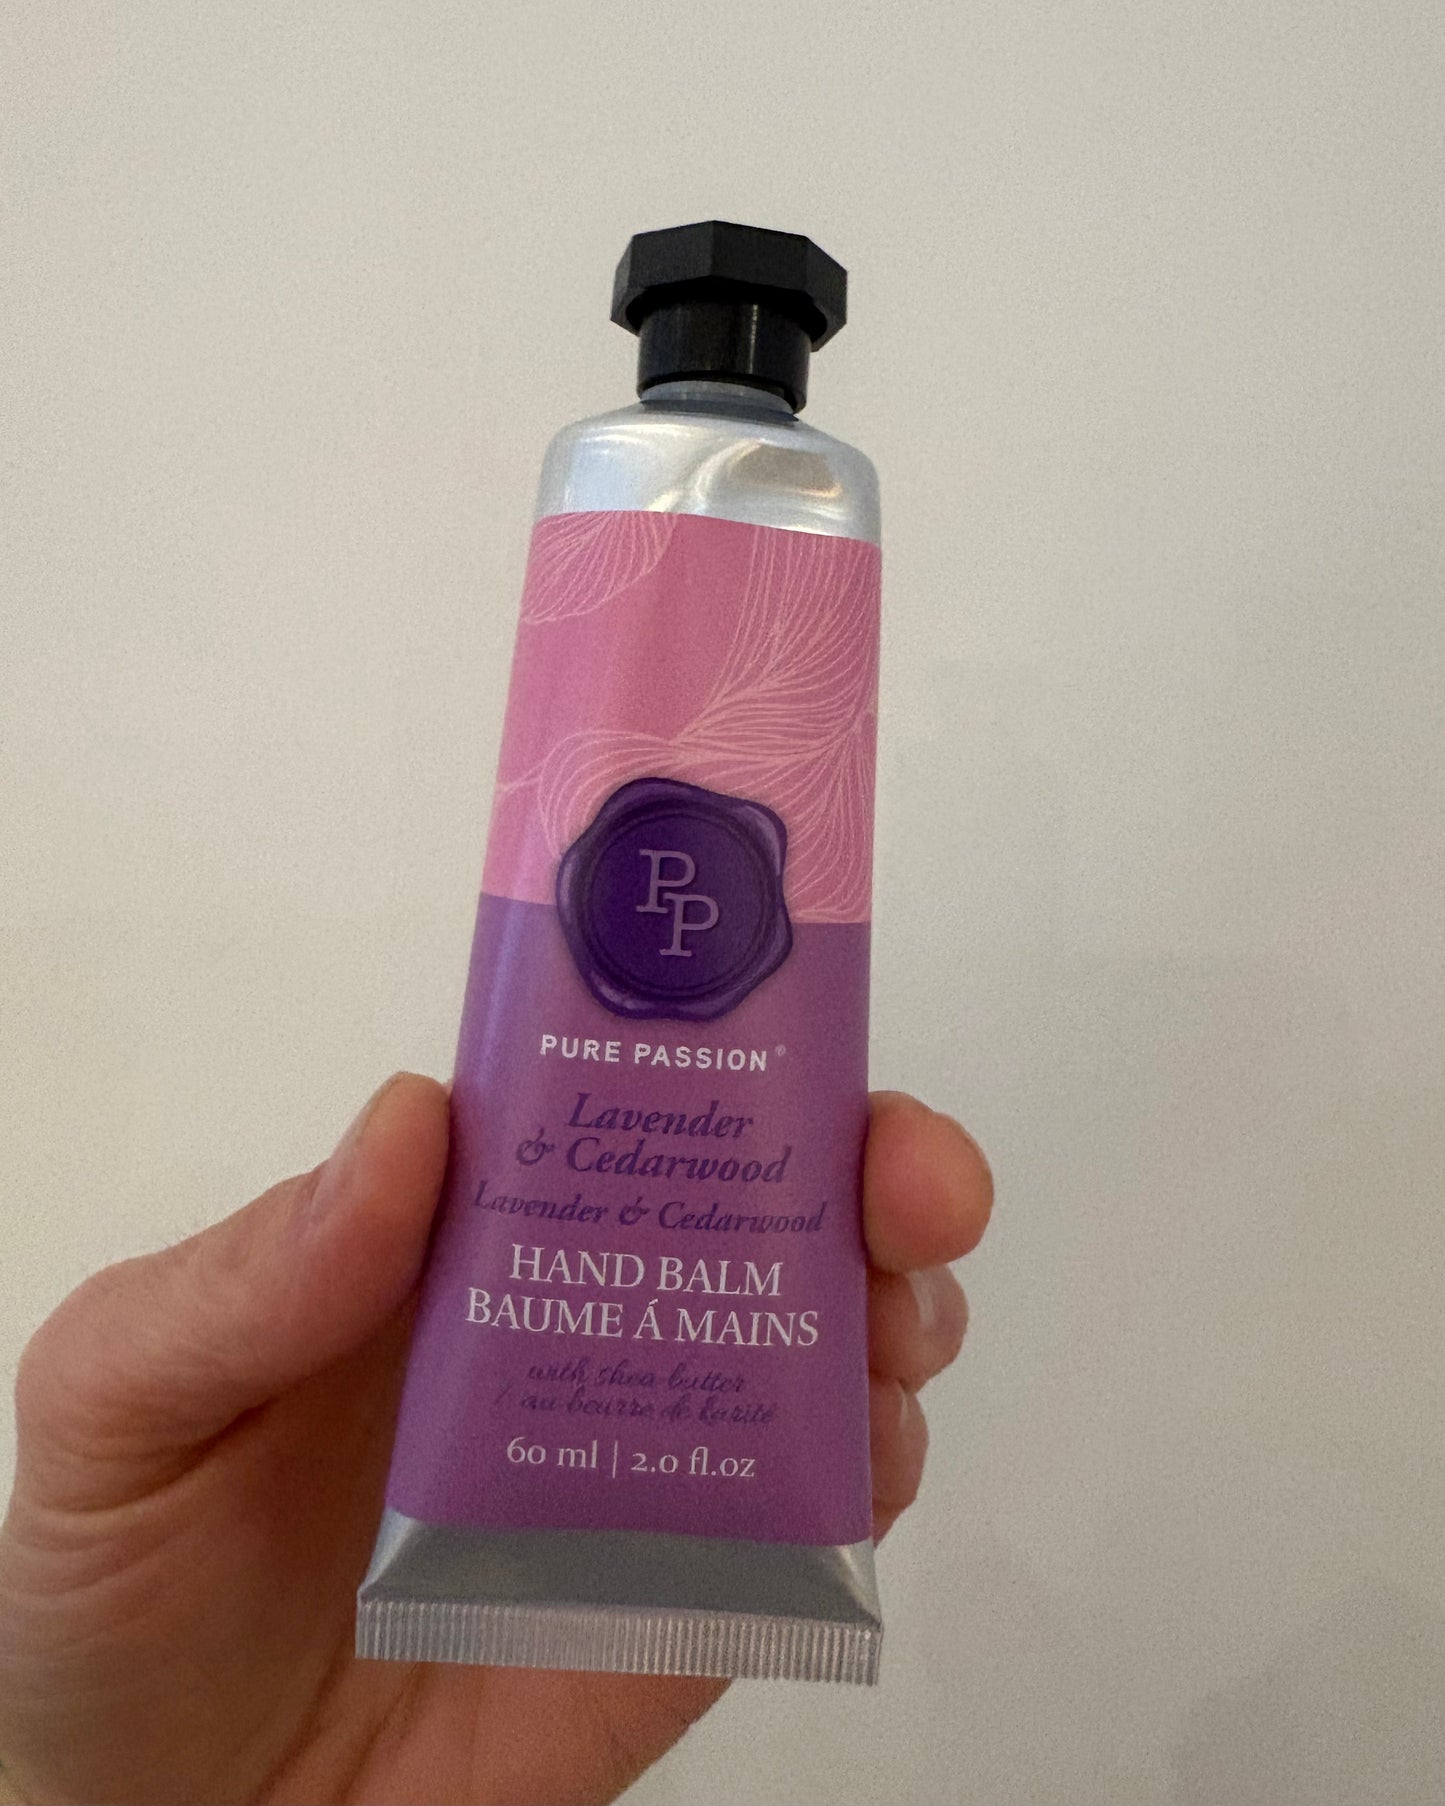 PP
PURE PASSION®
Lavender
& Cedarwood
Lavender & Cedarwood
HAND BALM
BAUME Á MAINS
with shea butter
au beurre de karité
60 ml | 2.0 fl.oz